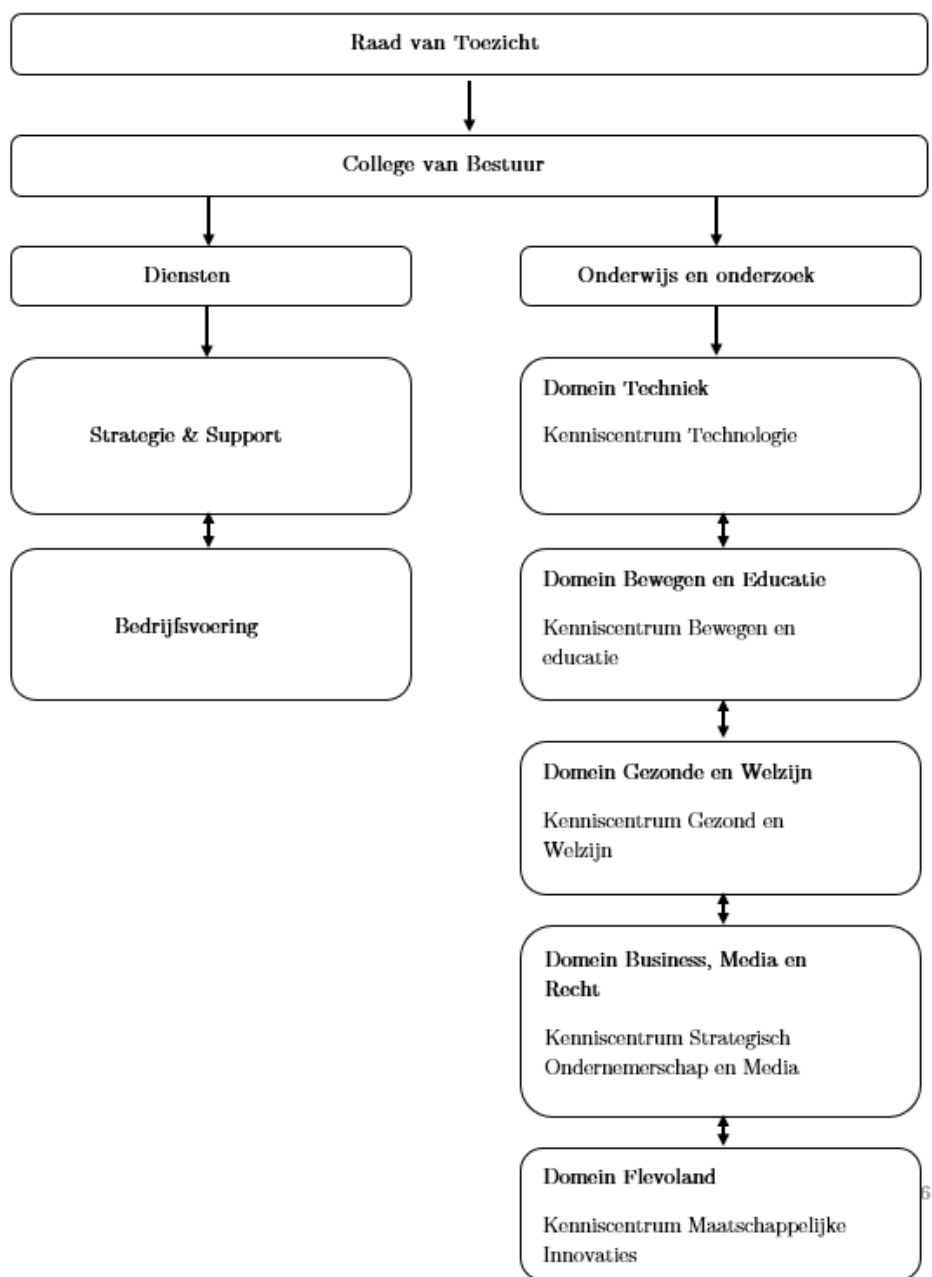 Raad van Toezicht
College van Bestuur
Diensten
Onderwijs en onderzoek
Strategie & Support
Bedrijfsvoering
Domein Techniek
Kenniscentrum Technologie
Domein Bewegen en Educatie
Kenniscentrum Bewegen en
educatie
Domein Gezonde en Welzijn
Kenniscentrum Gezond en
Welzijn
Domein Business, Media en
Recht
Kenniscentrum Strategisch
Ondernemerschap en Media
Domein Flevoland
Kenniscentrum Maatschappelijke
Innovaties
6